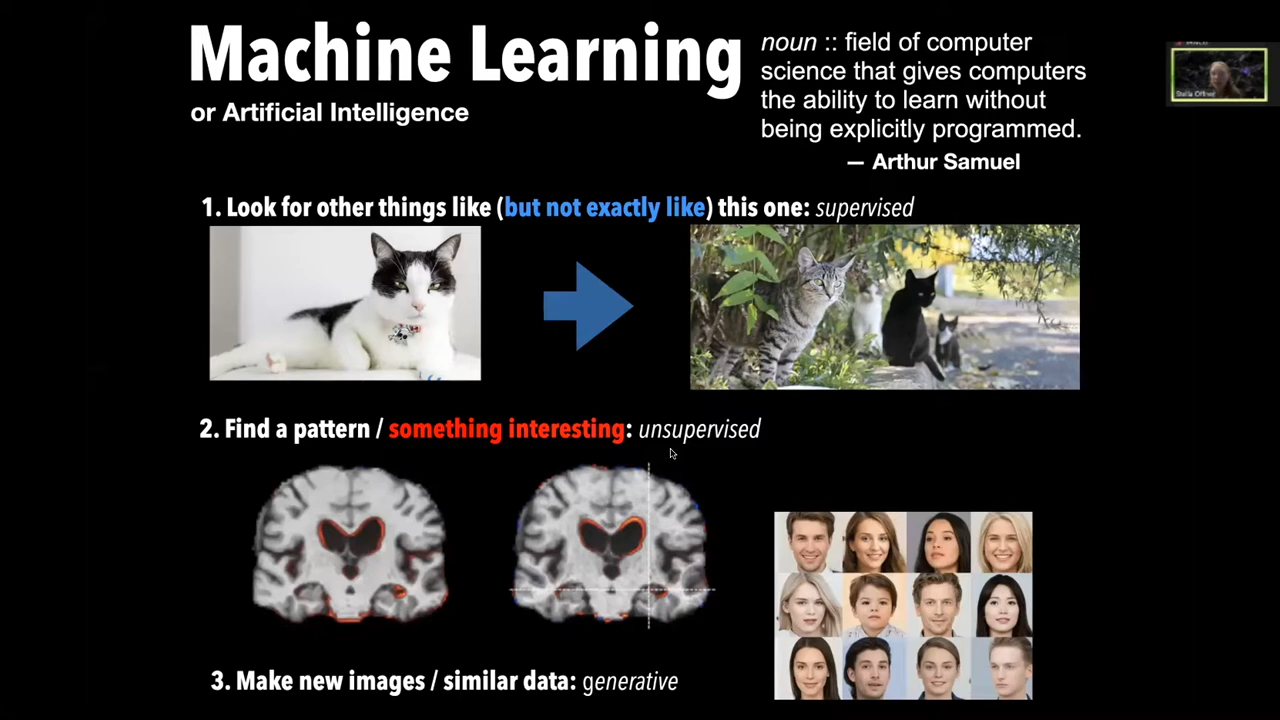 Machine Learning
or Artificial Intelligence
noun :: field of computer
science that gives computers
the ability to learn without
being explicitly programmed.
— Arthur Samuel
1. Look for other things like (but not exactly like) this one: supervised
2. Find a pattern / something interesting: unsupervised
3. Make new images / similar data: generative